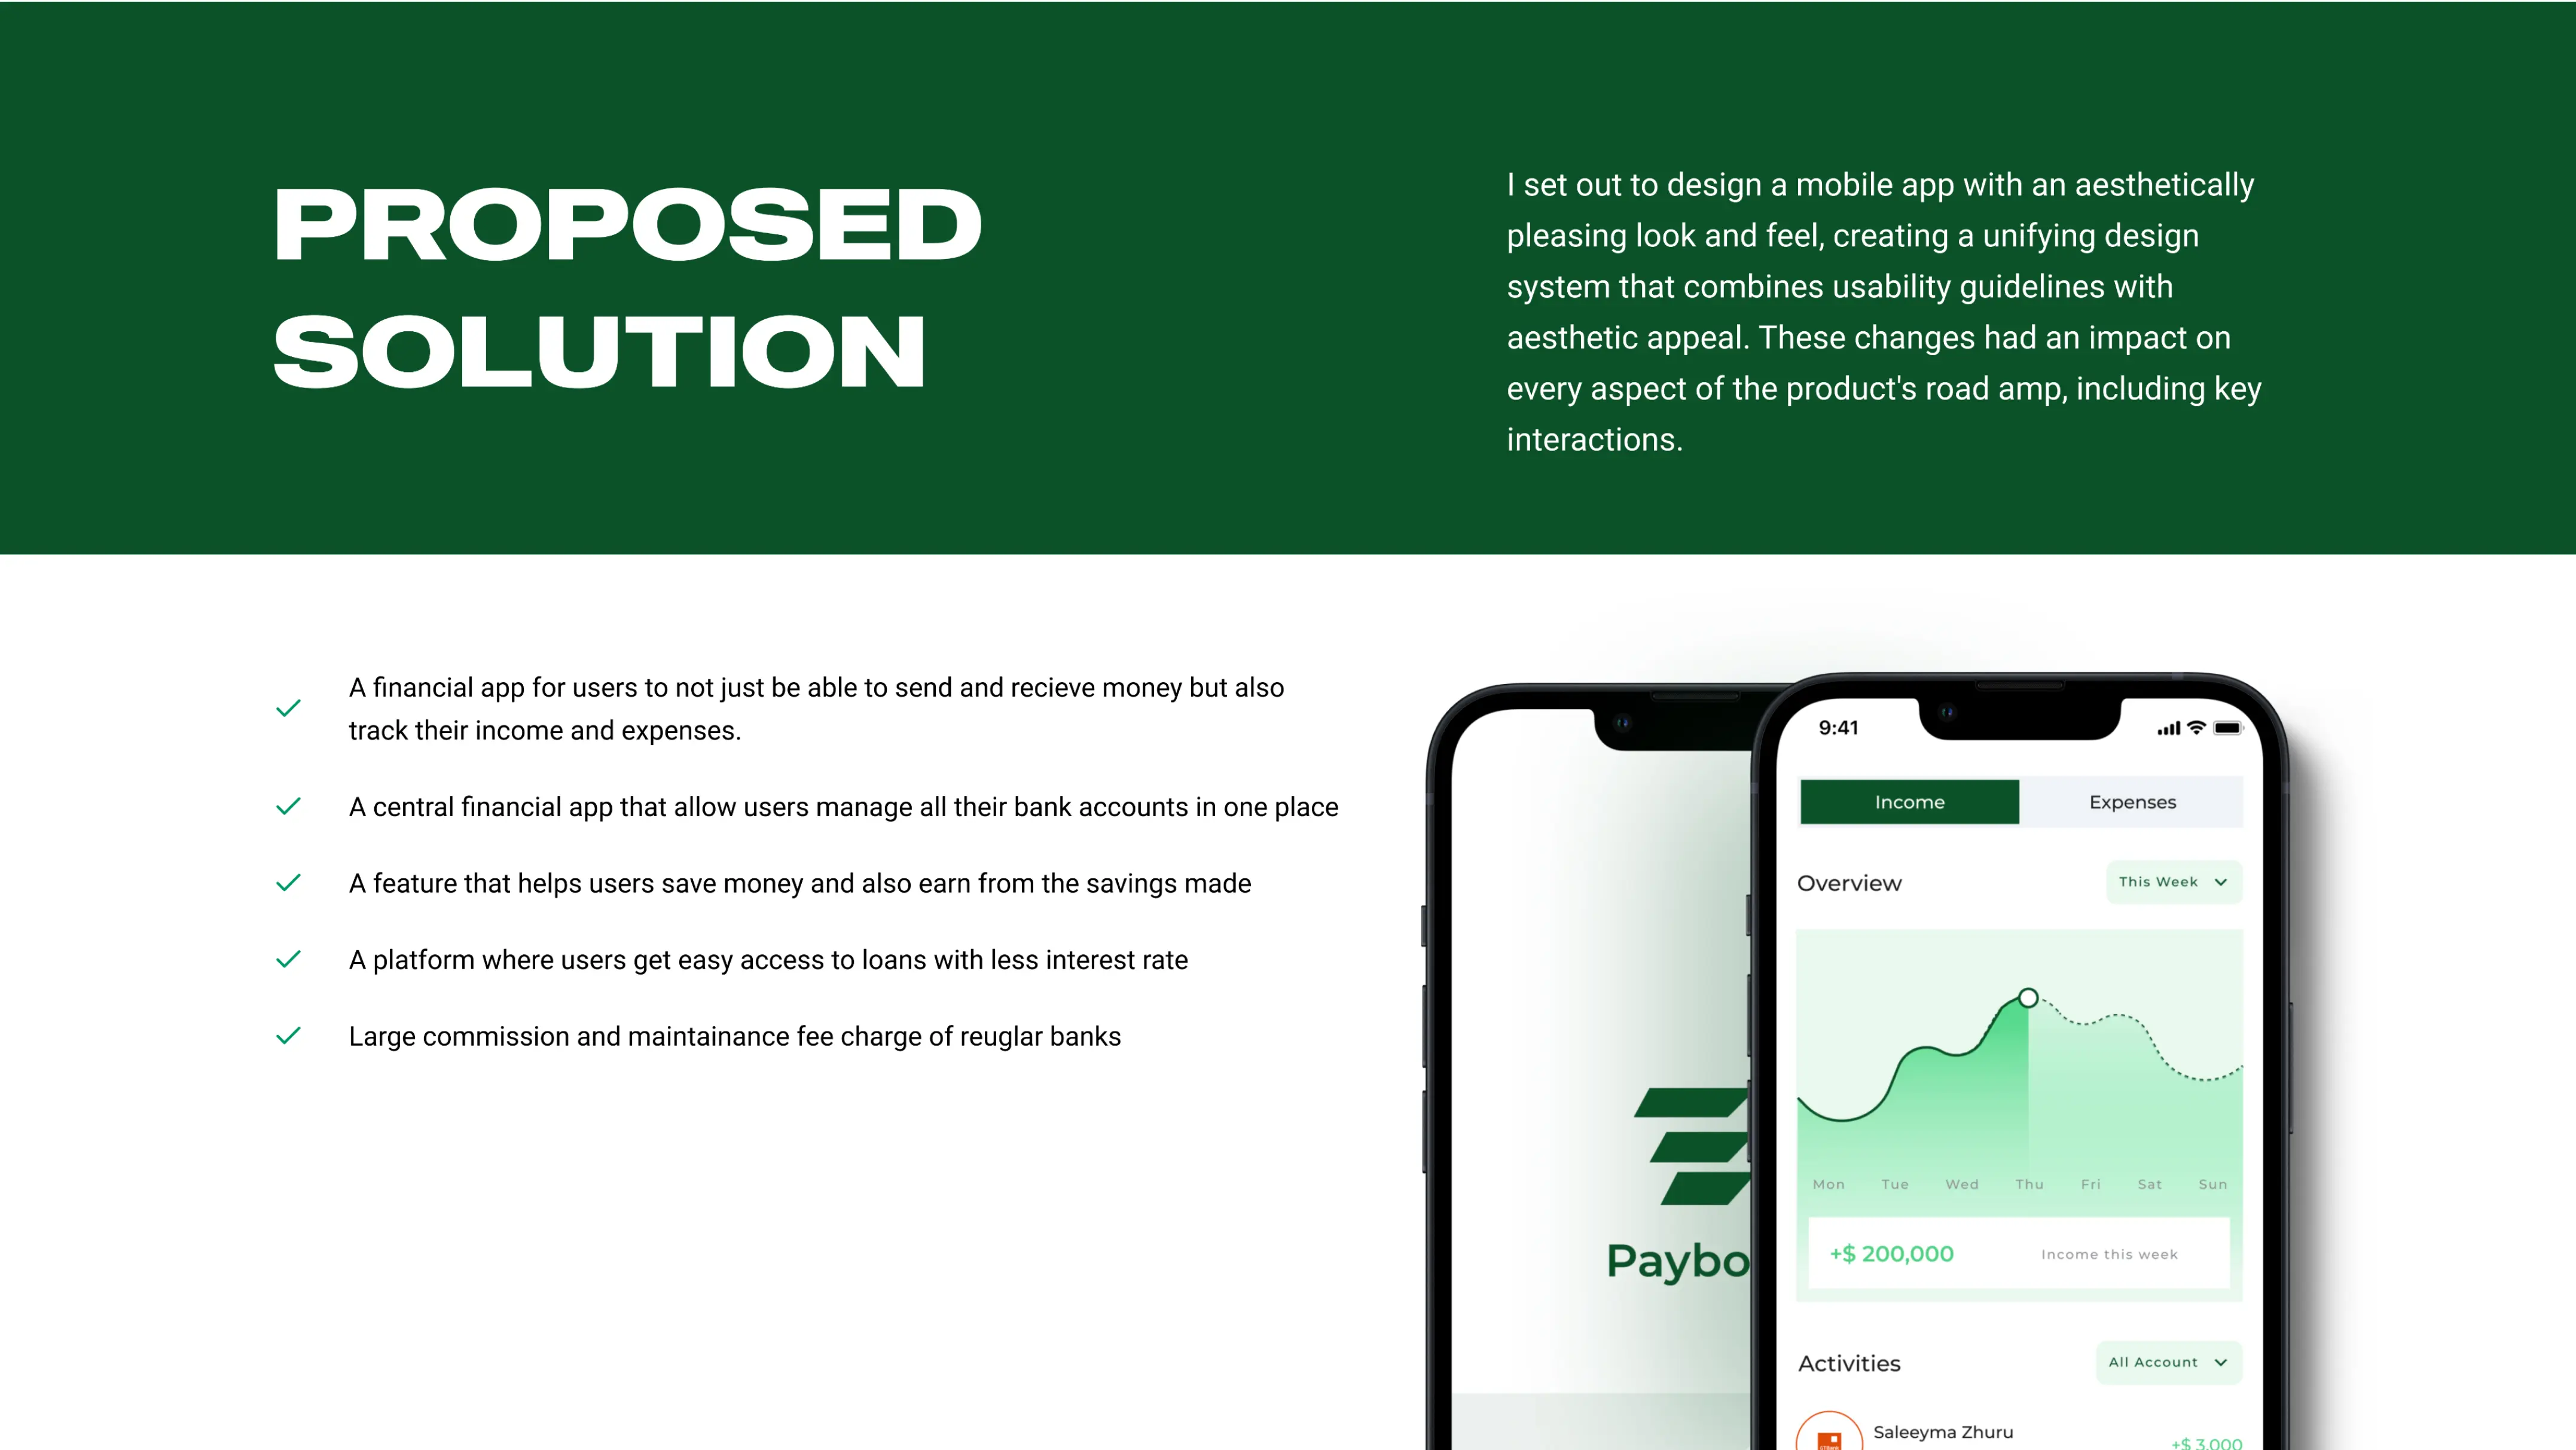 PROPOSED
SOLUTION
I set out to design a mobile app with an aesthetically
pleasing look and feel, creating a unifying design
system that combines usability guidelines with
aesthetic appeal. These changes had an impact on
every aspect of the product's road amp, including key
interactions.
A financial app for users to not just be able to send and recieve money but also
track their income and expenses.
A central financial app that allow users manage all their bank accounts in one place
A feature that helps users save money and also earn from the savings made
A platform where users get easy access to loans with less interest rate
Large commission and maintainance fee charge of reuglar banks
Paybo
9:41
Income Expenses
Overview This Week
Mon Tue Wed Thu Fri Sat Sun
+$ 200,000 Income this week
Activities All Account
Saleeyma Zhuru
+$ 3,000
GTBank